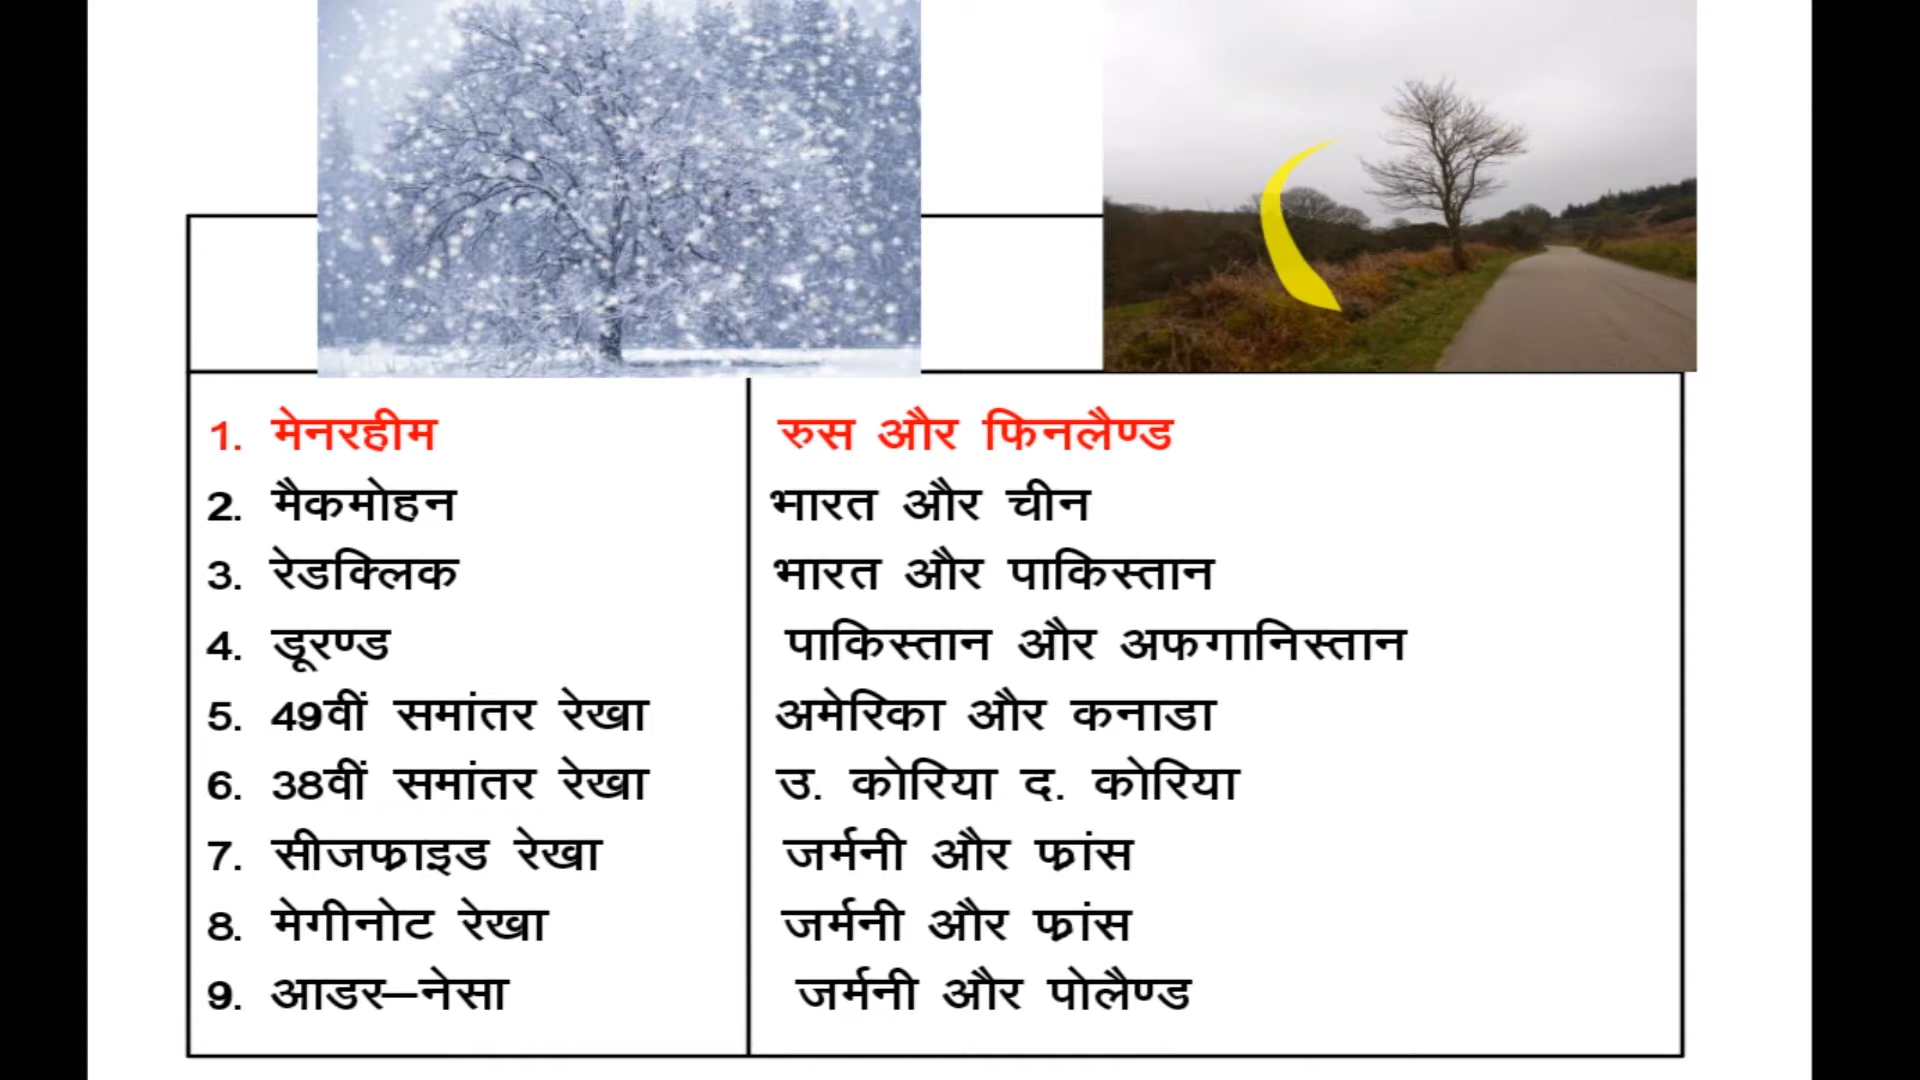 1. मेनरहीम रुस और फिनलैण्ड
2. मैकमोहन भारत और चीन
3. रेडक्लिक भारत और पाकिस्तान
4. डूरण्ड पाकिस्तान और अफगानिस्तान
5. 49वीं समांतर रेखा अमेरिका और कनाडा
6. 38वीं समांतर रेखा उ. कोरिया द. कोरिया
7. सीजफ्राइड रेखा जर्मनी और फ्रांस
8. मेगीनोट रेखा जर्मनी और फ्रांस
9. आडर–नेसा जर्मनी और पोलैण्ड